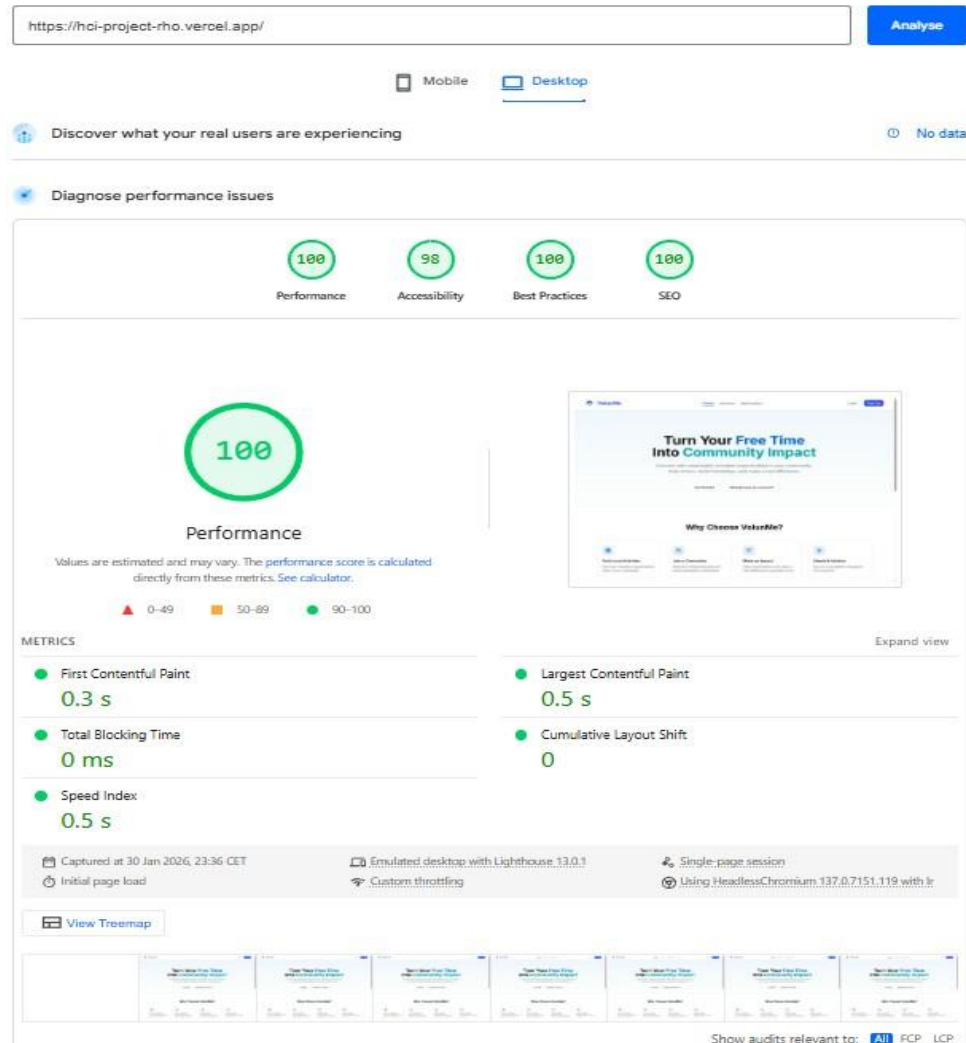 https://hci-project-rho.vercel.app/
Analyse
Mobile
Desktop
Discover what your real users are experiencing
No data
Diagnose performance issues
100
98
100
100
Performance
Accessibility
Best Practices
SEO
100
Performance
Values are estimated and may vary. The performance score is calculated
directly from these metrics. See calculator.
0–49
50–89
90–100
VolunMe
Turn Your Free Time
Into Community Impact
Why Choose VolunMe?
METRICS
Expand view
First Contentful Paint
0.3 s
Largest Contentful Paint
0.5 s
Total Blocking Time
0 ms
Cumulative Layout Shift
0
Speed Index
0.5 s
Captured at 30 Jan 2026, 23:36 CET
Emulated desktop with Lighthouse 13.0.1
Single-page session
Initial page load
Custom throttling
Using HeadlessChromium 137.0.7151.119 with lr
View Treemap
Show audits relevant to: All FCP LCP